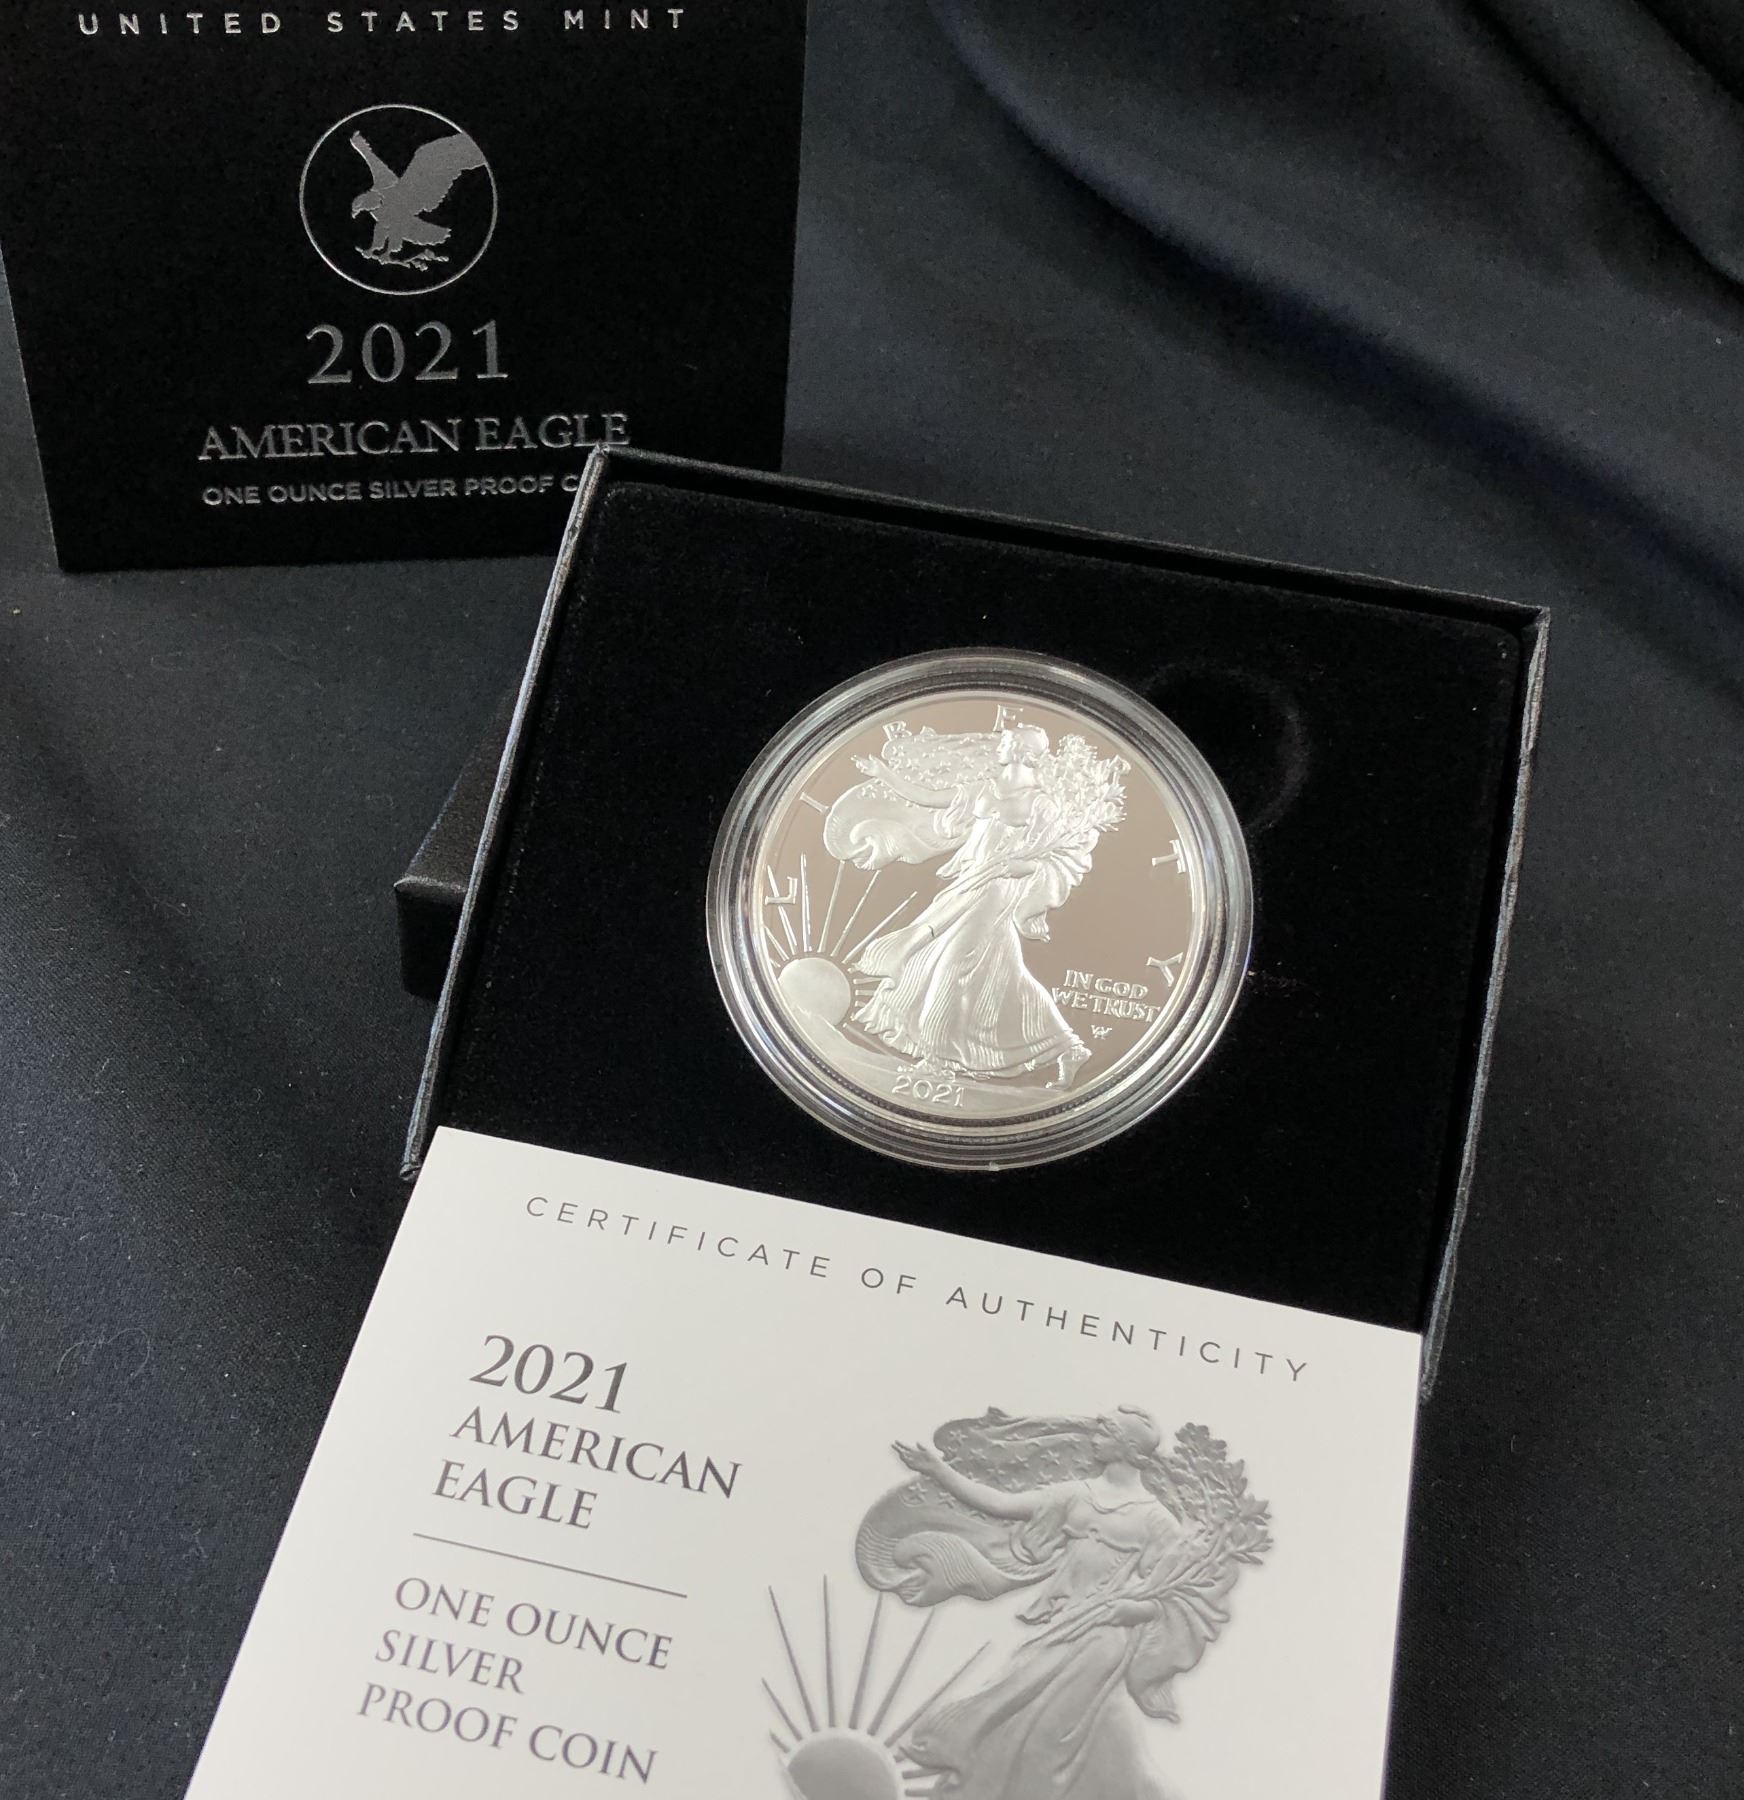 UNITED STATES MINT
2021
AMERICAN EAGLE
ONE OUNCE SILVER PROOF
LIBERTY
IN GOD
WE TRUST
2021
CERTIFICATE OF AUTHENTICITY
2021
AMERICAN
EAGLE
ONE OUNCE
SILVER
PROOF COIN